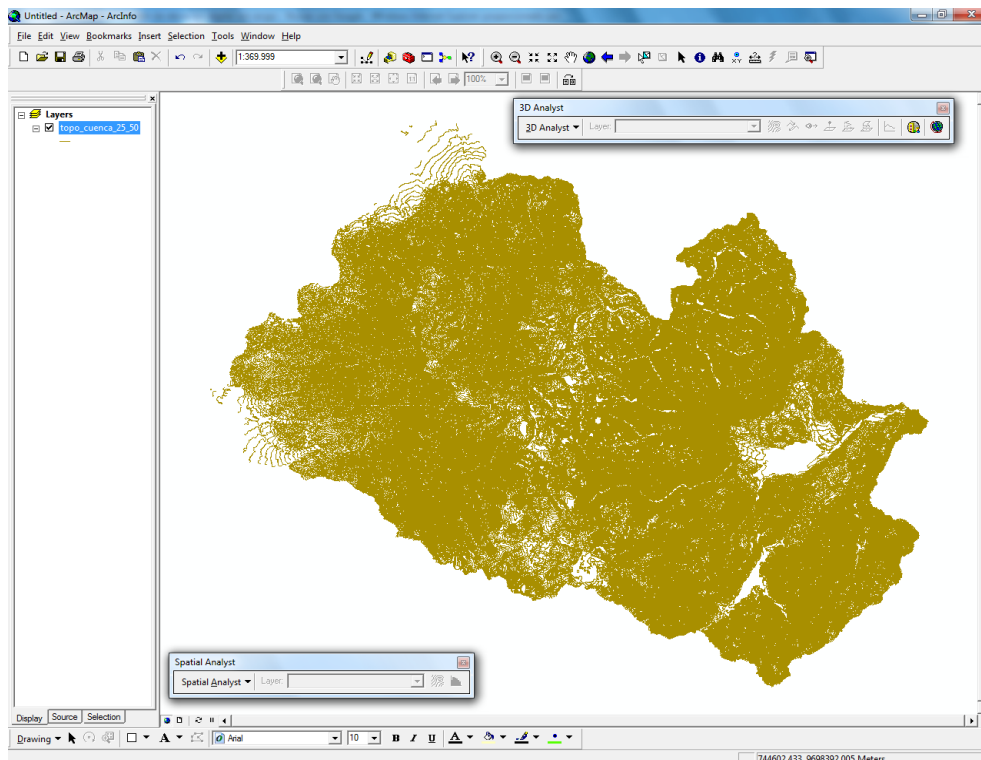 Untitled - ArcMap - ArcInfo
File Edit View Bookmarks Insert Selection Tools Window Help
1:369.999
100%
Layers
topo_cuenca_25_50
3D Analyst
3D Analyst Layer:
Spatial Analyst
Spatial Analyst Layer:
Display Source Selection
Drawing A Arial 10 B I U A
744602,433 9698392,005 Meters